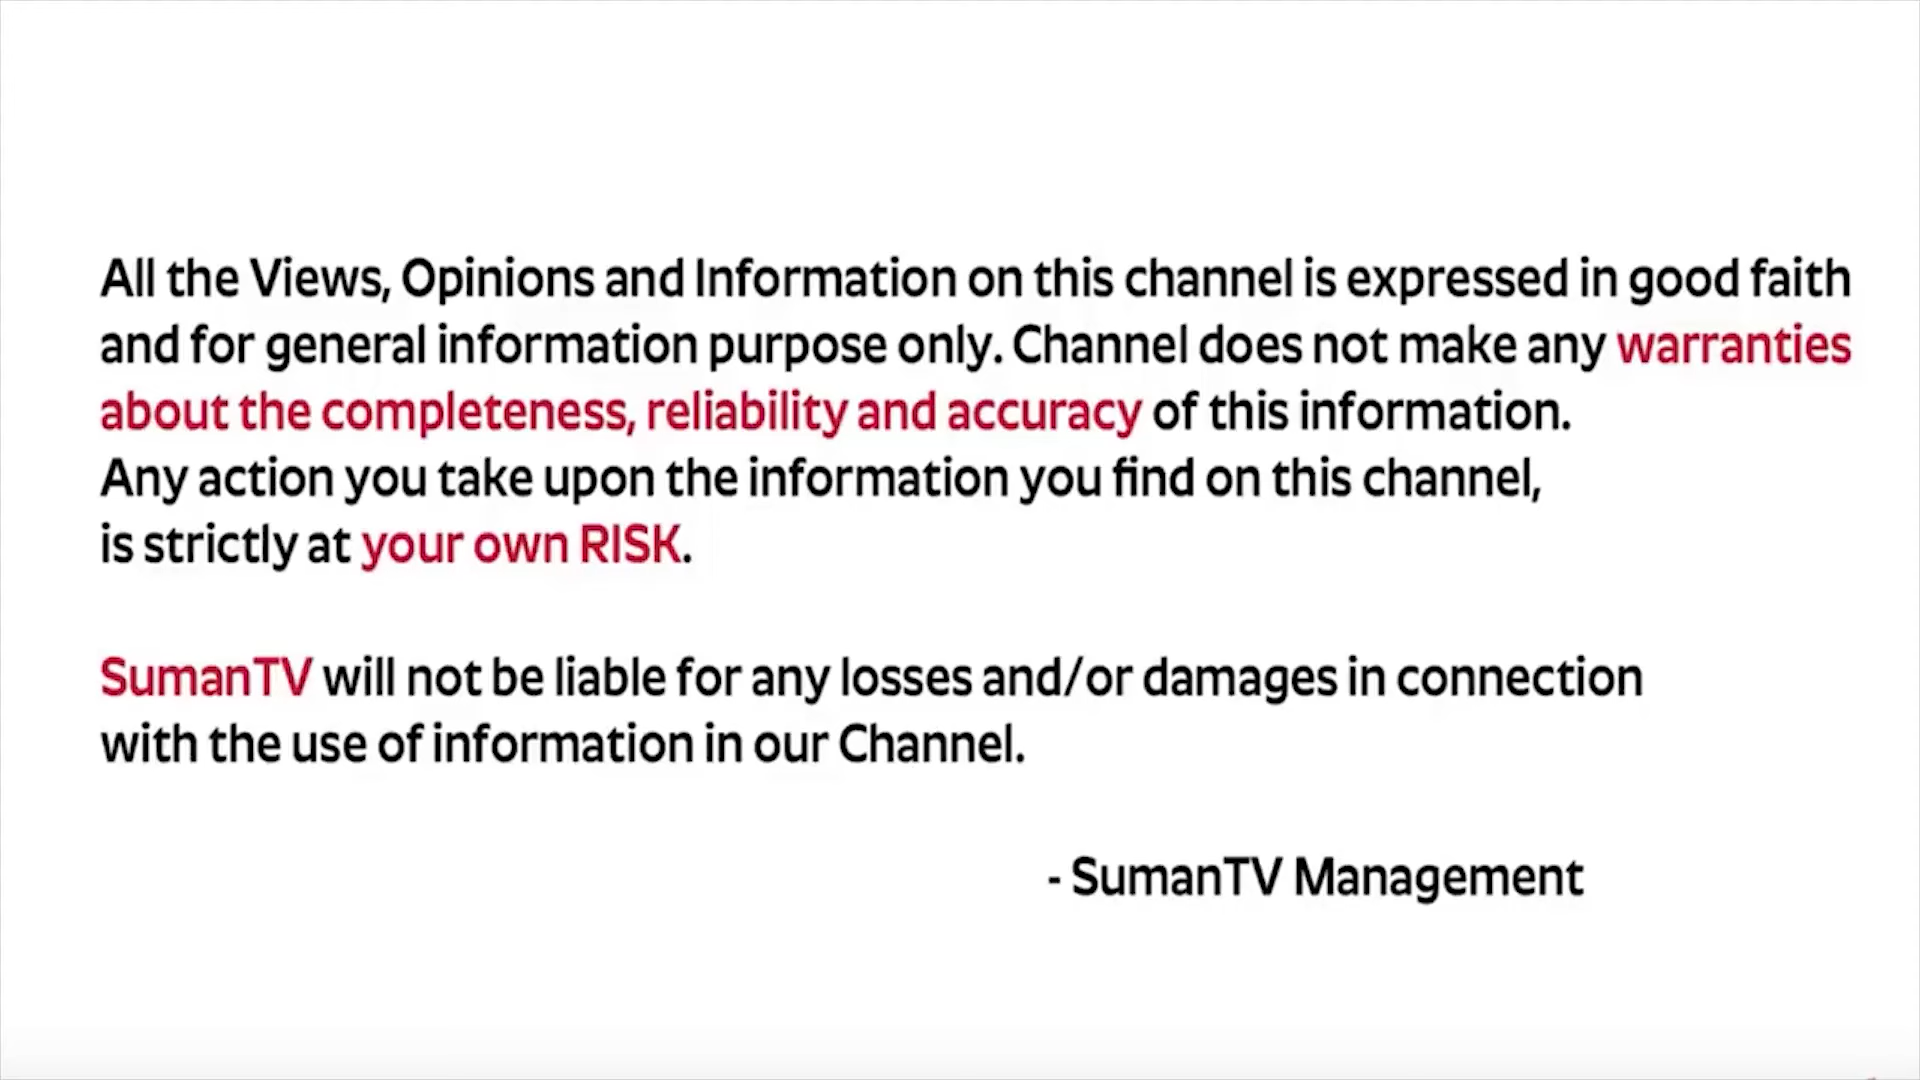 All the Views, Opinions and Information on this channel is expressed in good faith
and for general information purpose only. Channel does not make any warranties
about the completeness, reliability and accuracy of this information.
Any action you take upon the information you find on this channel,
is strictly at your own RISK.
SumanTV will not be liable for any losses and/or damages in connection
with the use of information in our Channel.
- SumanTV Management